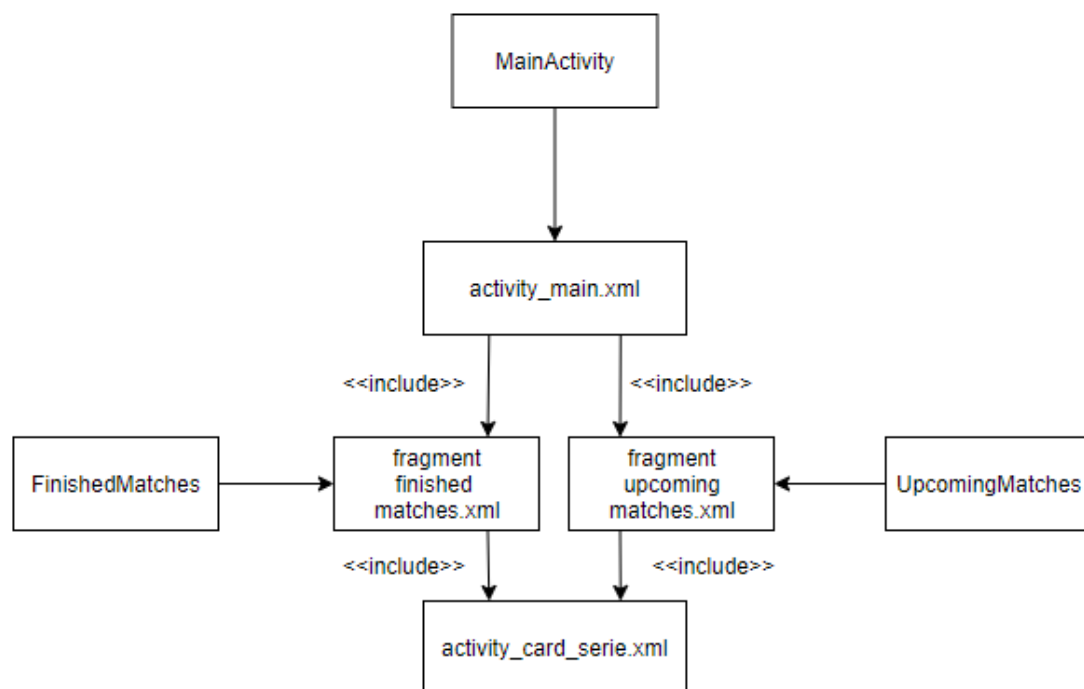 MainActivity
activity_main.xml
<<include>>
<<include>>
FinishedMatches
fragment
finished
matches.xml
fragment
upcoming
matches.xml
UpcomingMatches
<<include>>
<<include>>
activity_card_serie.xml